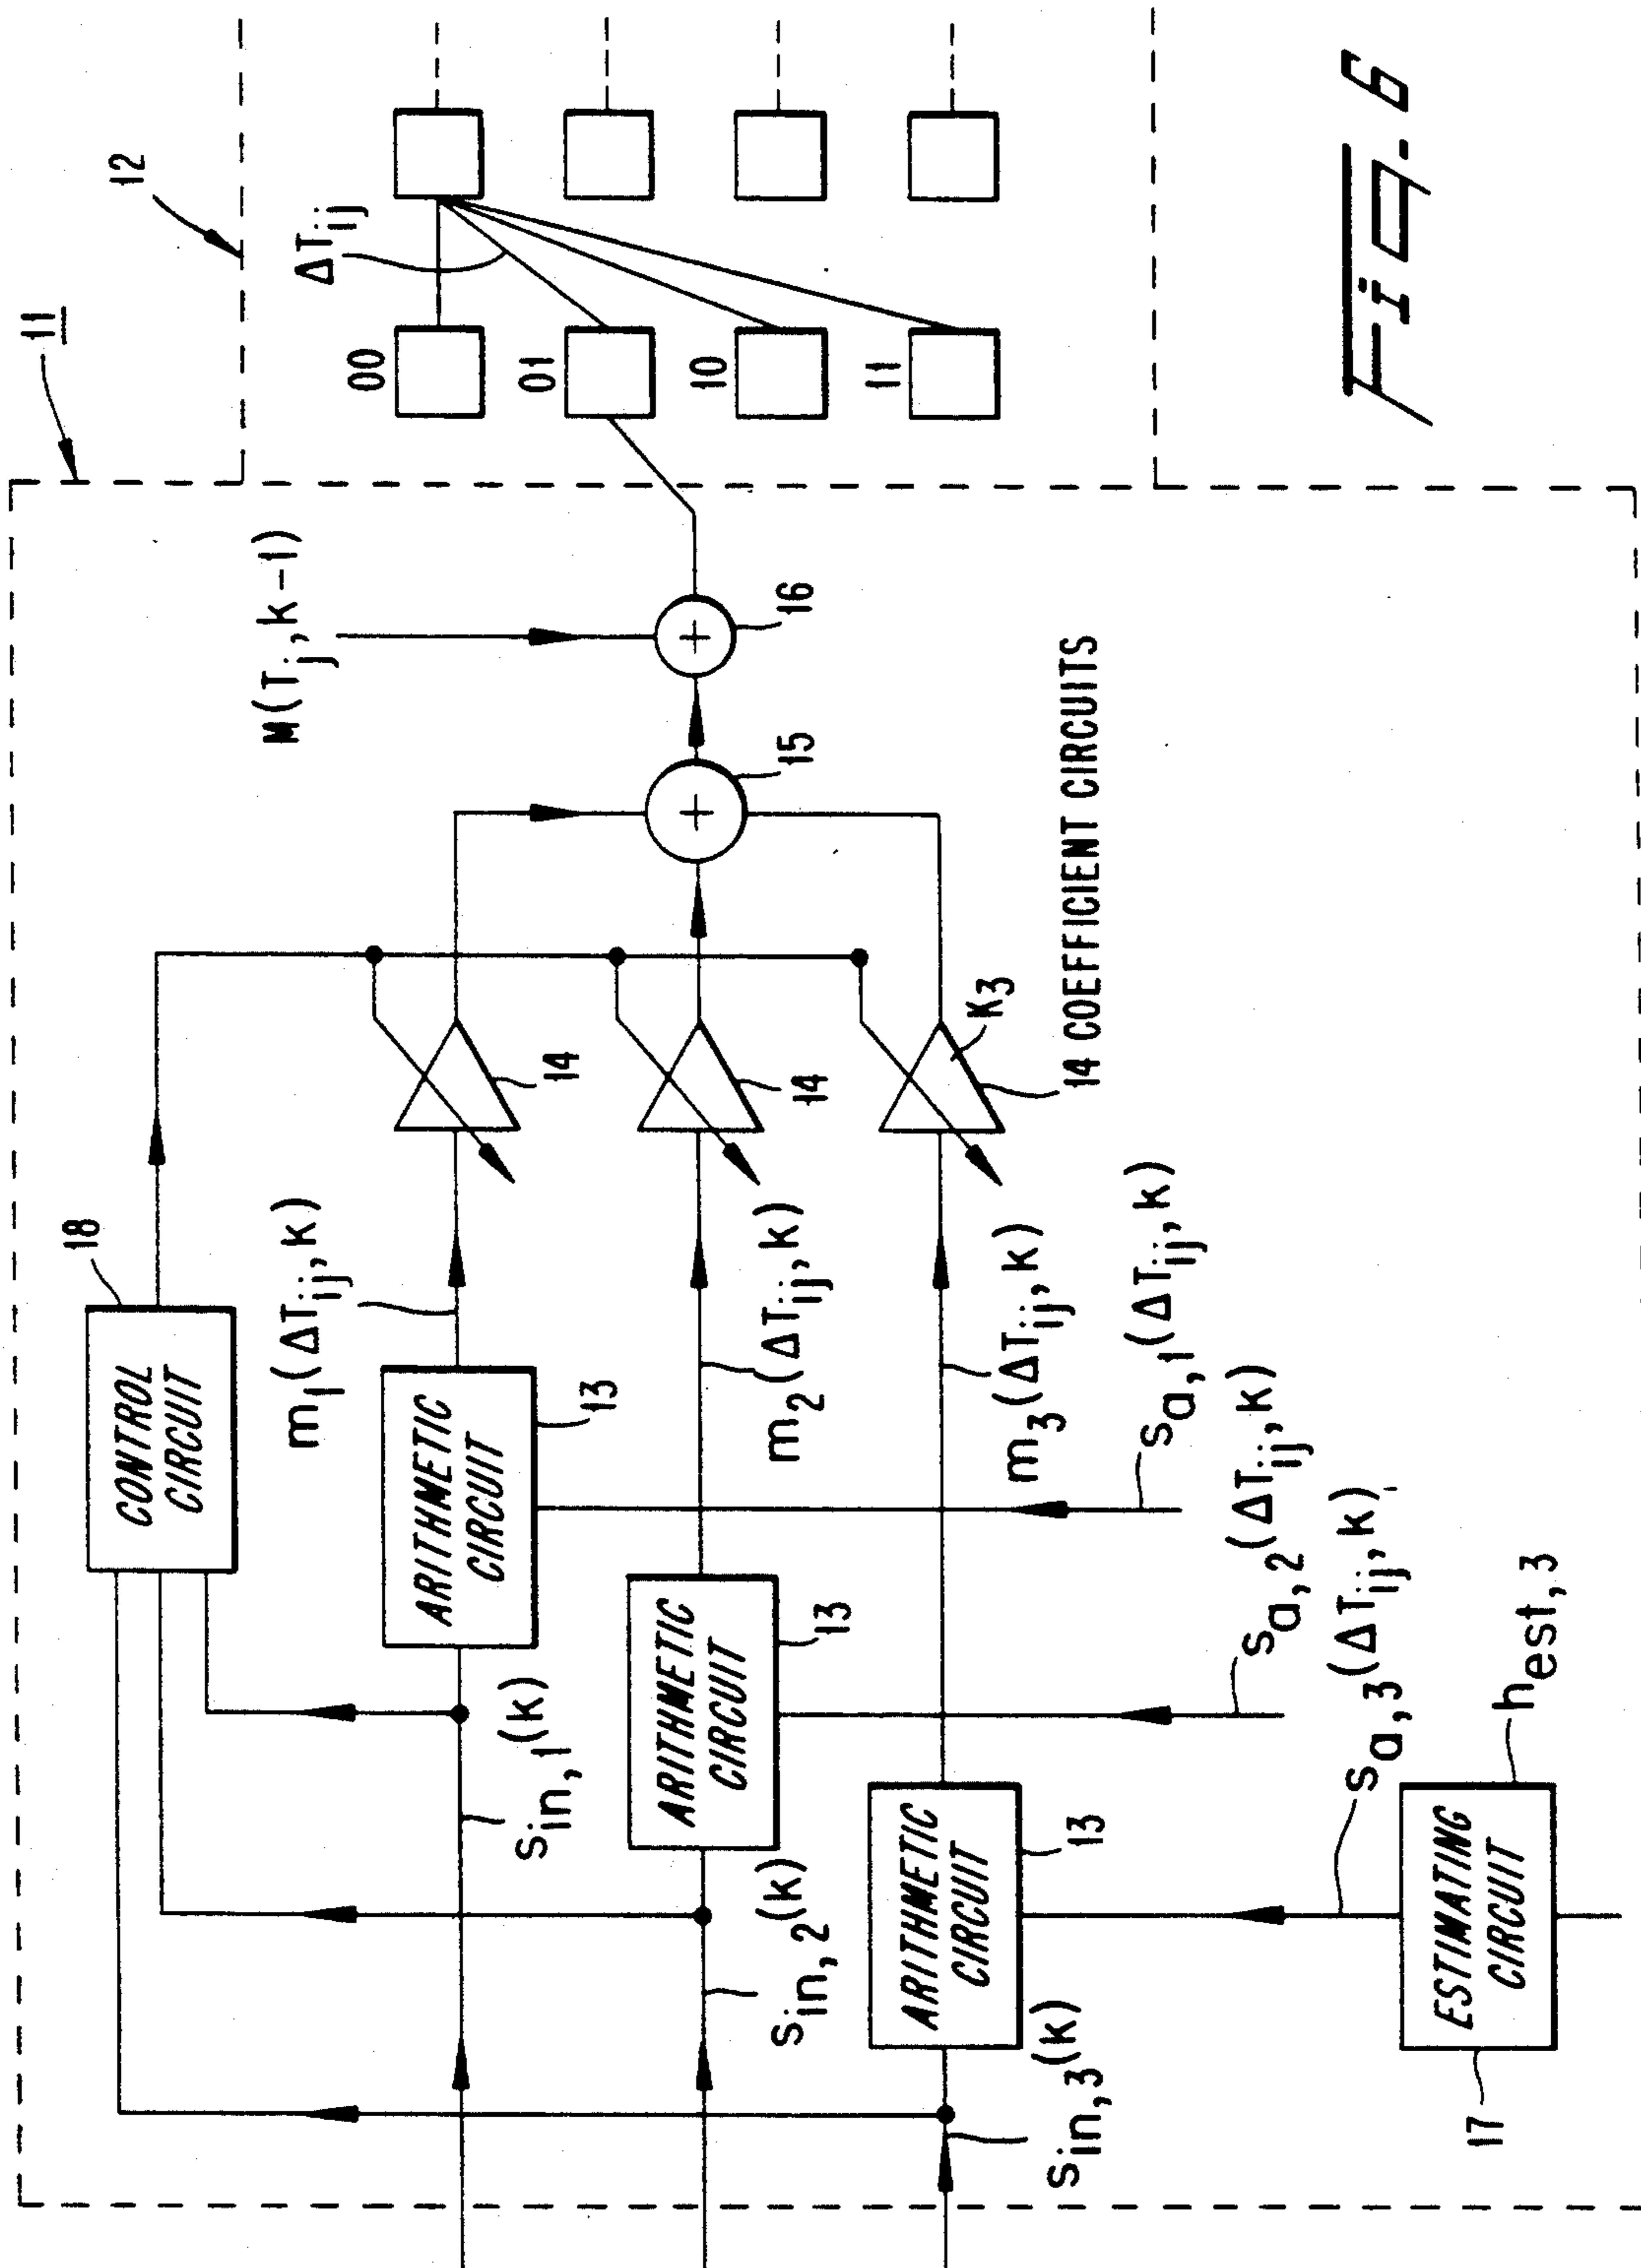 11
12
18
CONTROL
CIRCUIT
m1(ΔTij,k)
M(Tj,k-1)
ΔTij
00
01
10
11
ARITHMETIC
CIRCUIT
13
14
sin,1(k)
ARITHMETIC
CIRCUIT
13
m2(ΔTij,k)
14
15
16
sin,2(k)
ARITHMETIC
CIRCUIT
13
m3(ΔTij,k)
K3
14 COEFFICIENT CIRCUITS
sin,3(k)
sa,1(ΔTij,k)
sa,2(ΔTij,k)
sa,3(ΔTij,k)
17
ESTIMATING
CIRCUIT
hest,3
Fig. 6